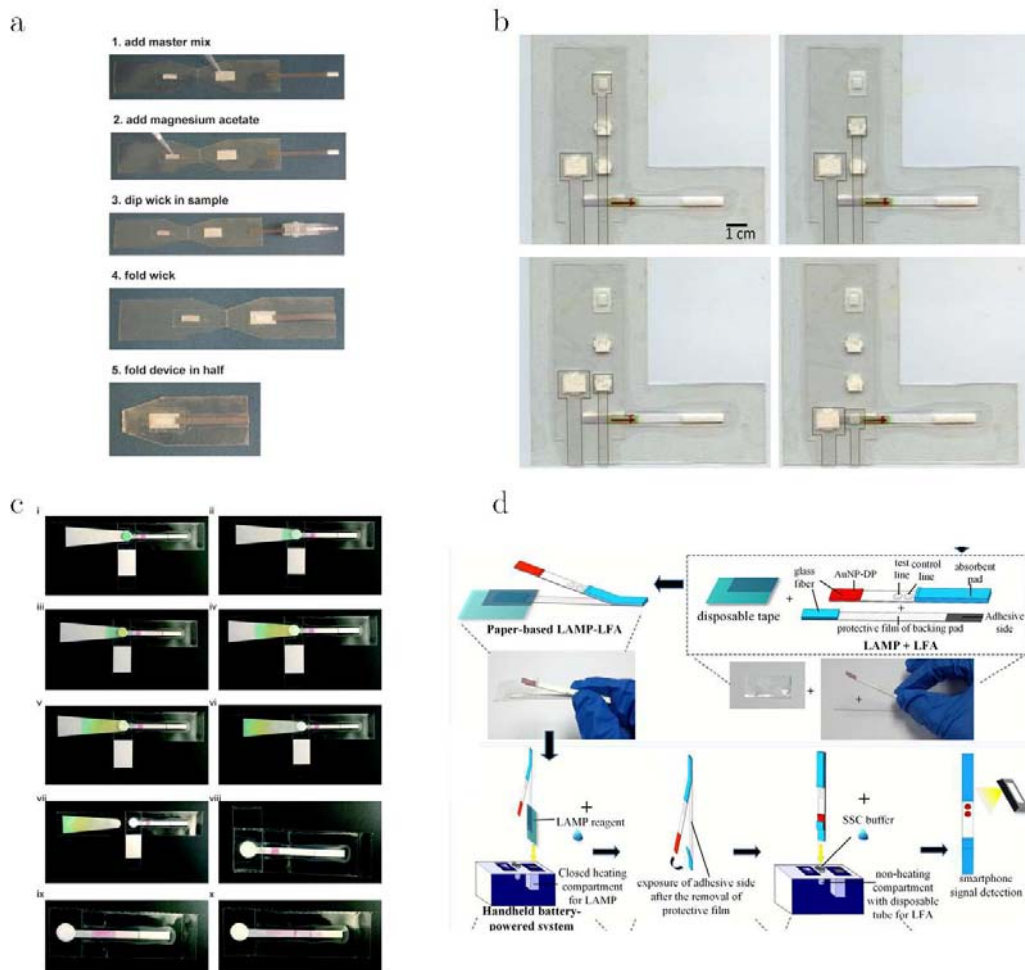 a
1. add master mix
2. add magnesium acetate
3. dip wick in sample
4. fold wick
5. fold device in half
b
1 cm
c
i
ii
iii
iv
v
vi
vii
viii
ix
x
d
disposable tape
+
glass
fiber
AuNP-DP
test
line
control
line
absorbent
pad
+
protective film of backing pad
Adhesive
side
LAMP + LFA
Paper-based LAMP-LFA
+
+
+
LAMP reagent
Closed heating
compartment
for LAMP
Handheld battery-
powered system
exposure of adhesive side
after the removal of
protective film
+
SSC buffer
non-heating
compartment
with disposable
tube for LFA
smartphone
signal detection